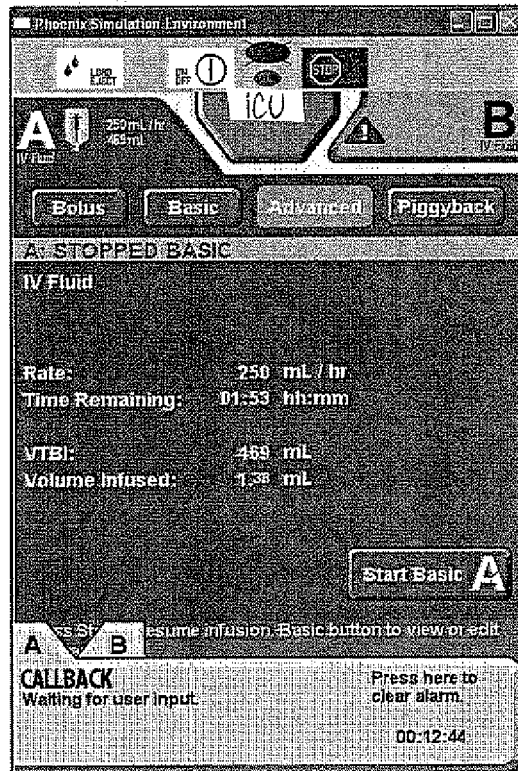 Phoenix Simulation Environment
LOAD
EJECT
ON
OFF
STOP
A
250 mL / hr
469 mL
IV Fluid
ICU
B
IV Fluid
Bolus
Basic
Advanced
Piggyback
A: STOPPED BASIC
IV Fluid
Rate: 250 mL / hr
Time Remaining: 01:53 hh:mm
VTBI: 469 mL
Volume Infused: 1.38 mL
Start Basic A
esume infusion. Basic button to view or edit
A B
CALLBACK
Waiting for user input.
Press here to
clear alarm.
00:12:44